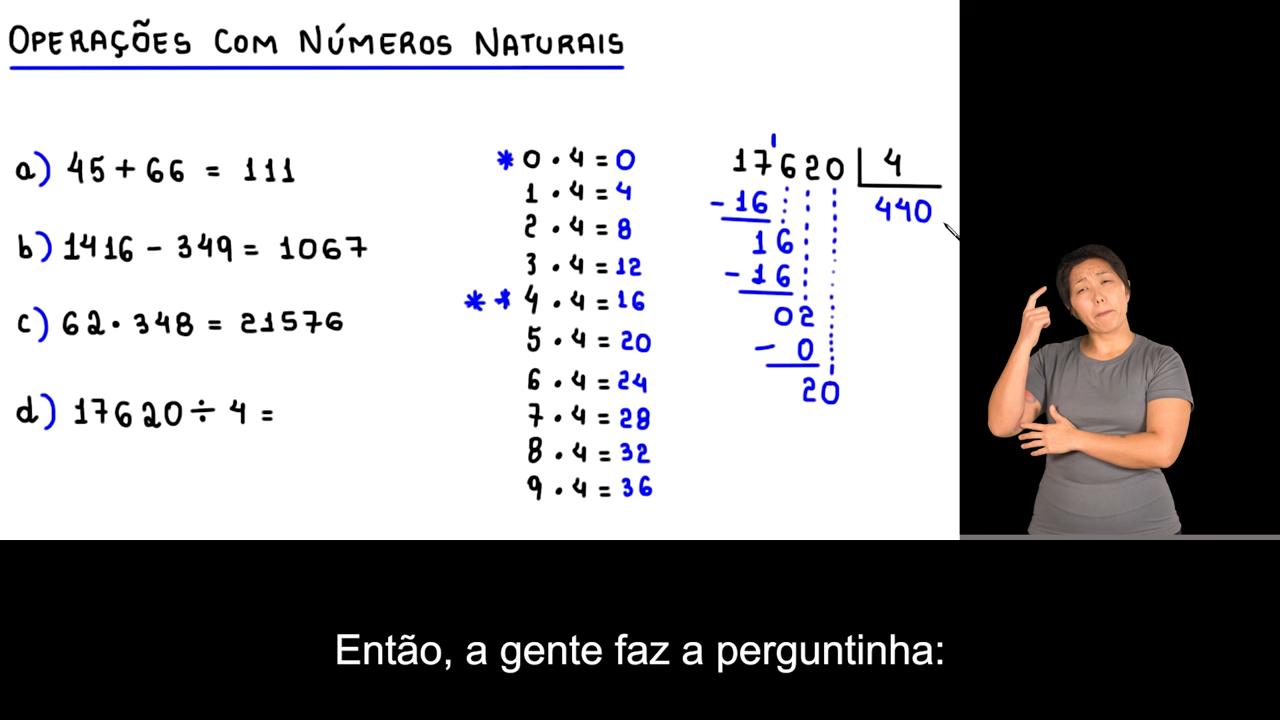 OPERAÇÕES COM NÚMEROS NATURAIS
a) 45 + 66 = 111
b) 1416 - 349 = 1067
c) 62 · 348 = 21576
d) 17620 ÷ 4 =
* 0 · 4 = 0
1 · 4 = 4
2 · 4 = 8
3 · 4 = 12
* * 4 · 4 = 16
5 · 4 = 20
6 · 4 = 24
7 · 4 = 28
8 · 4 = 32
9 · 4 = 36
17'620 4
- 16 440
16
- 16
02
- 0
20
Então, a gente faz a perguntinha: